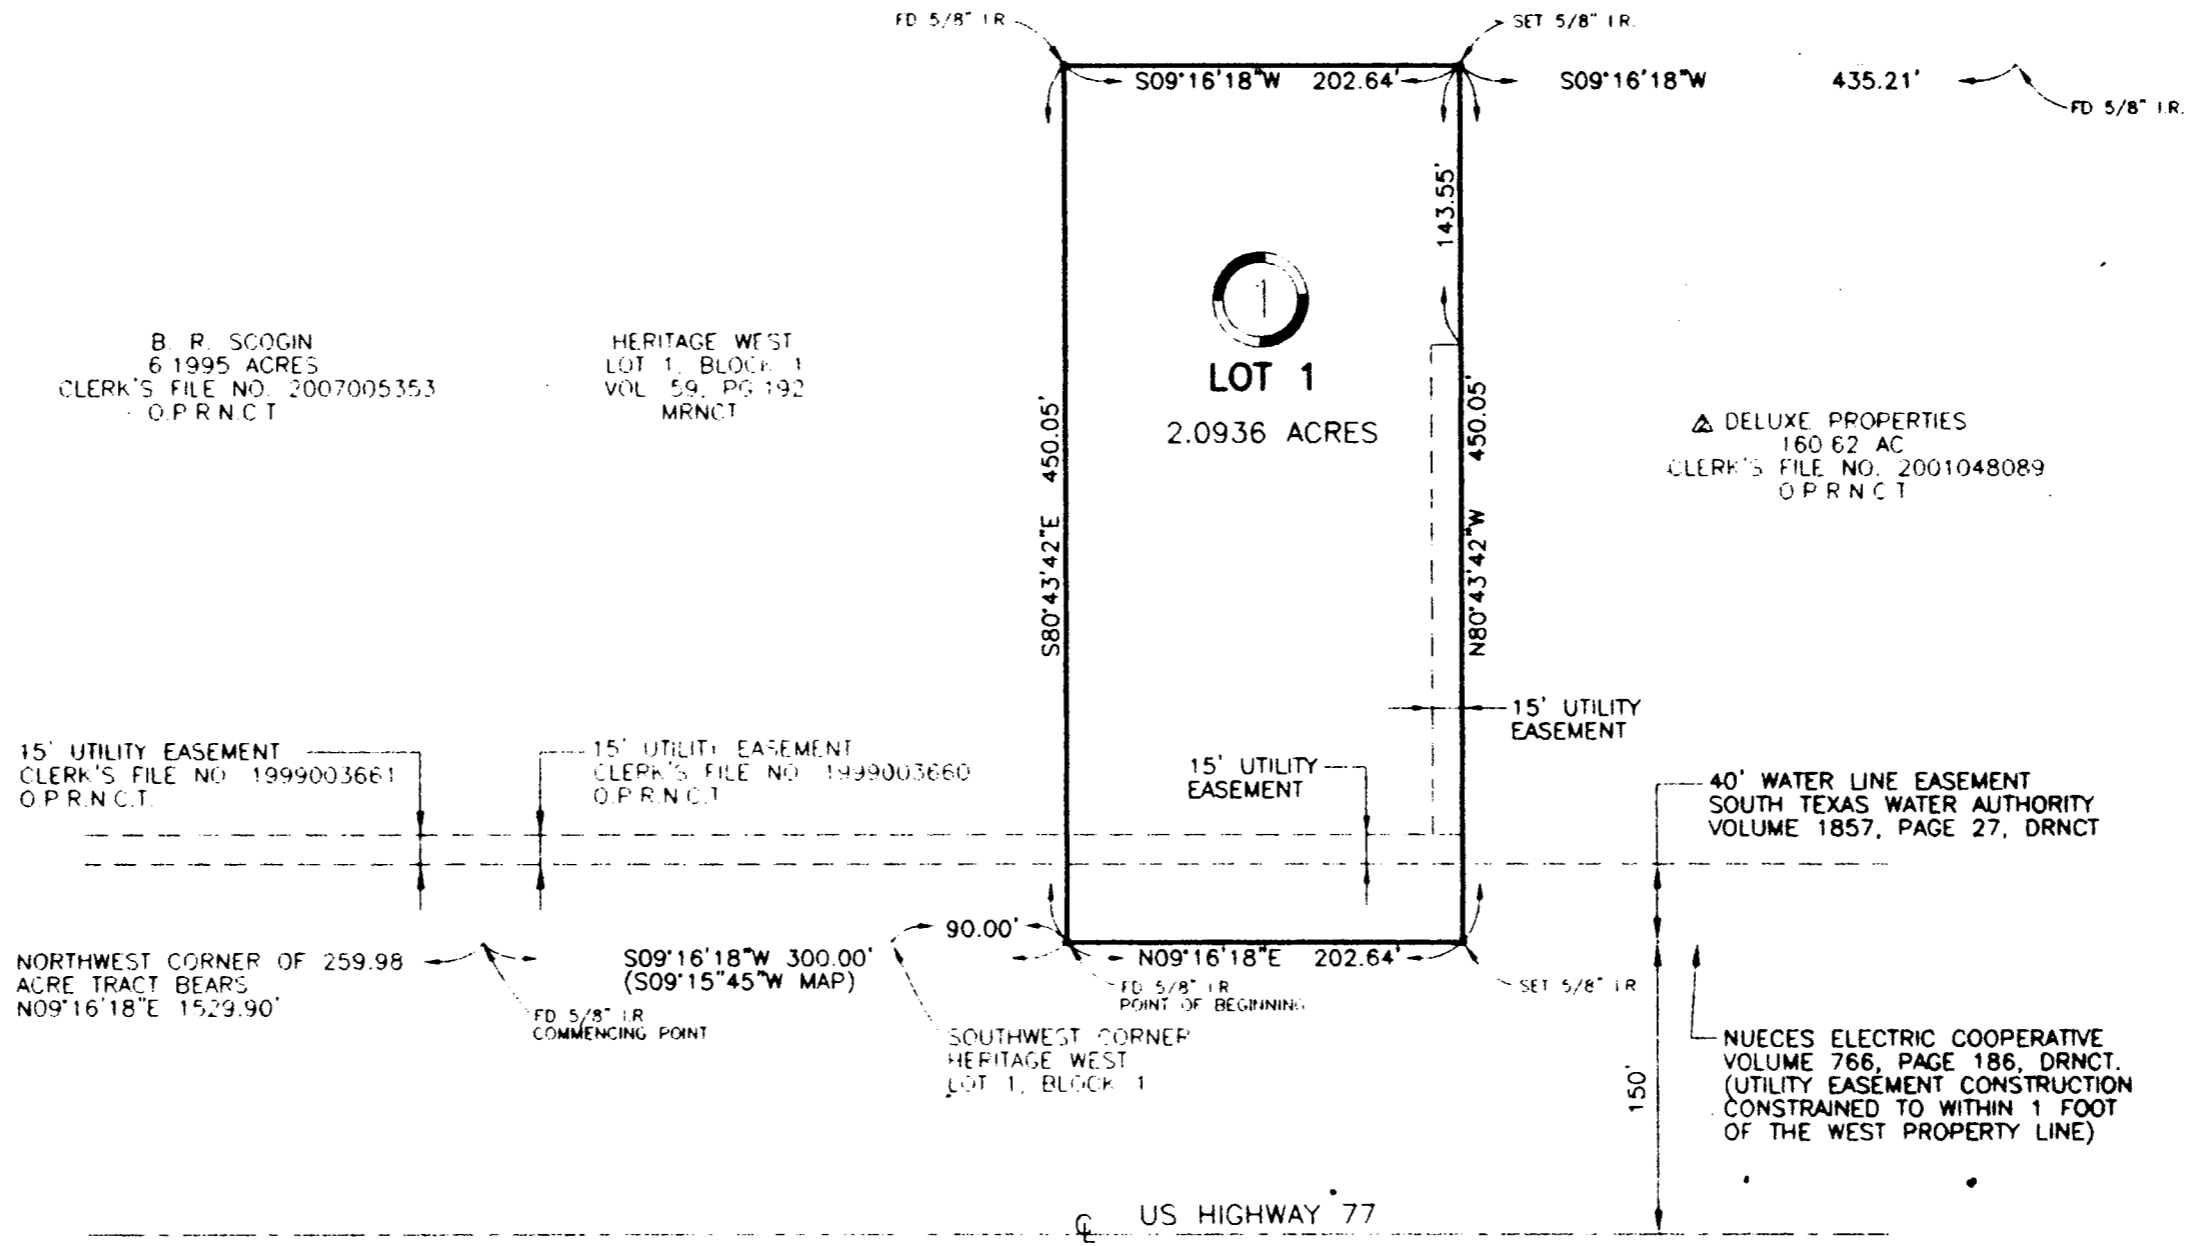 FD 5/8" I.R.
SET 5/8" I.R.
S09°16'18"W 202.64'
S09°16'18"W 435.21'
FD 5/8" I.R.
143.55'
1
LOT 1
2.0936 ACRES
B. R. SCOGIN
6.1995 ACRES
CLERK'S FILE NO. 2007005353
O.P.R.N.C.T.
HERITAGE WEST
LOT 1, BLOCK 1
VOL. 59, PG 192
MRNCT
S80°43'42"E 450.05'
N80°43'42"W 450.05'
2 DELUXE PROPERTIES
160.62 AC
CLERK'S FILE NO. 2001048089
O.P.R.N.C.T
15' UTILITY
EASEMENT
15' UTILITY EASEMENT
CLERK'S FILE NO 1999003661
O.P.R.N.C.T.
15' UTILITY EASEMENT
CLERK'S FILE NO 1999003660
O.P.R.N.C.T
15' UTILITY
EASEMENT
40' WATER LINE EASEMENT
SOUTH TEXAS WATER AUTHORITY
VOLUME 1857, PAGE 27, DRNCT
NORTHWEST CORNER OF 259.98
ACRE TRACT BEARS
N09°16'18"E 1529.90'
S09°16'18"W 300.00'
(S09°15"45"W MAP)
90.00'
N09°16'18"E 202.64'
FD 5/8" I.R
COMMENCING POINT
FD 5/8" I.R
POINT OF BEGINNING
SET 5/8" I.R
SOUTHWEST CORNER
HERITAGE WEST
LOT 1, BLOCK 1
NUECES ELECTRIC COOPERATIVE
VOLUME 766, PAGE 186, DRNCT.
(UTILITY EASEMENT CONSTRUCTION
CONSTRAINED TO WITHIN 1 FOOT
OF THE WEST PROPERTY LINE)
150'
℄ US HIGHWAY 77